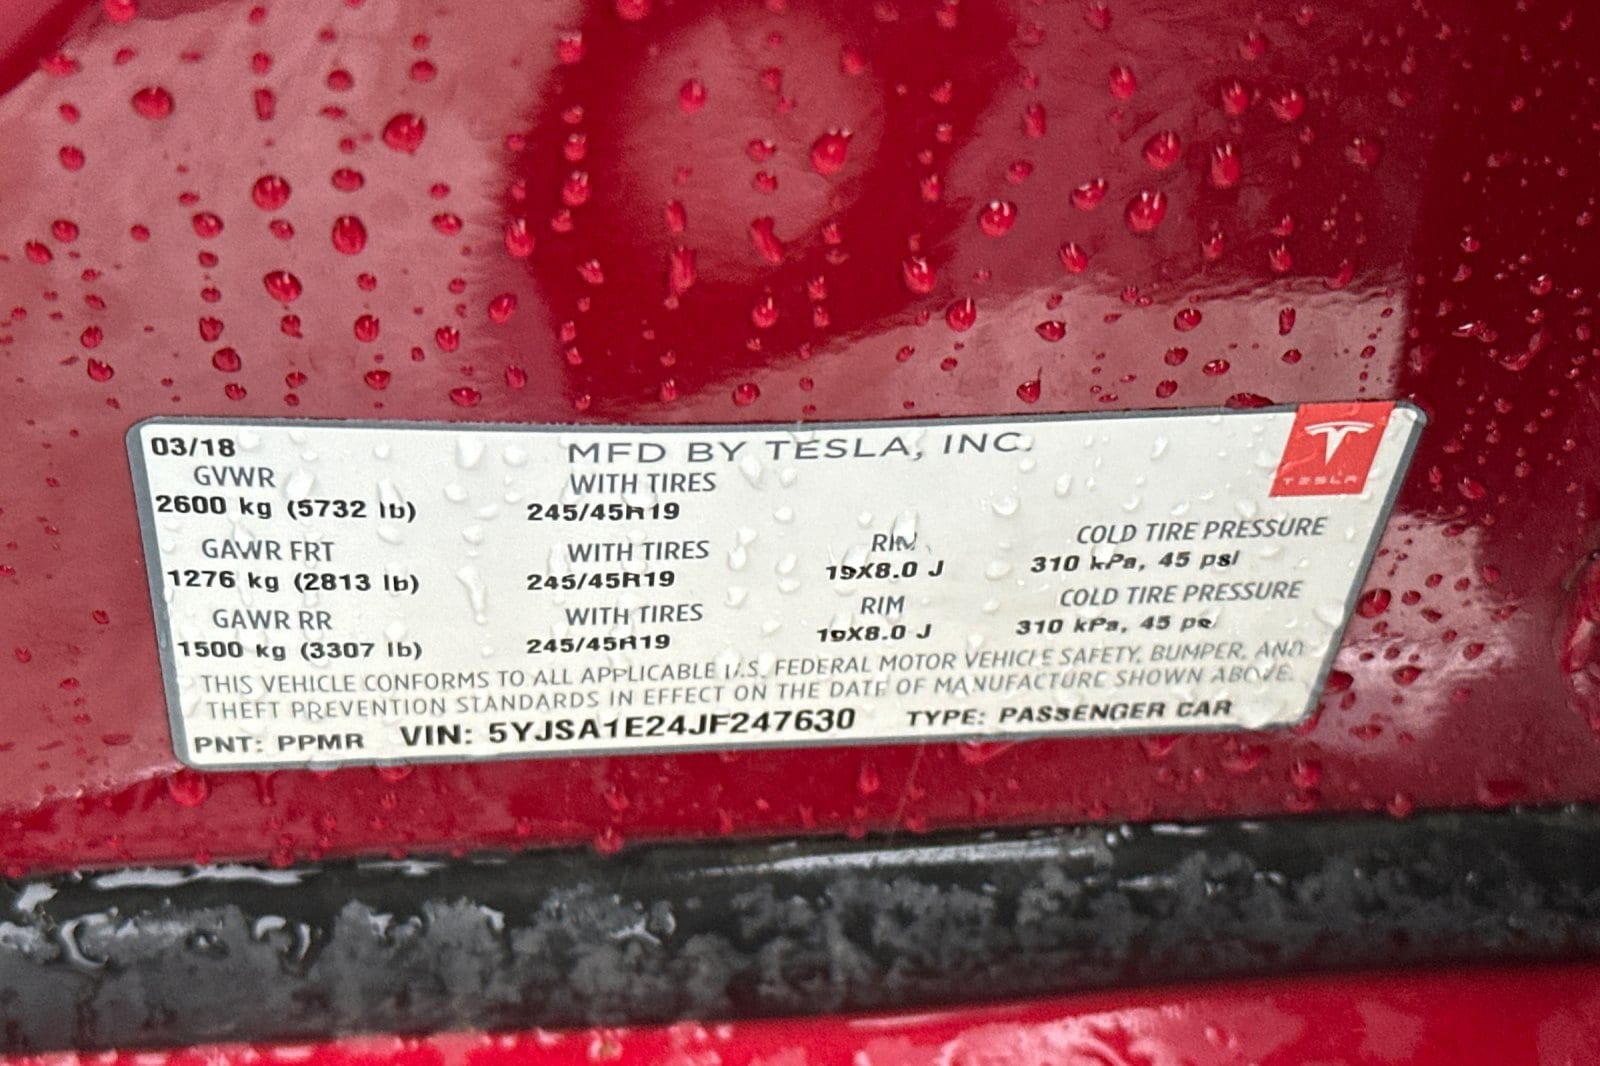 03/18 MFD BY TESLA, INC. TESLA
GVWR WITH TIRES
2600 kg (5732 lb) 245/45R19
GAWR FRT WITH TIRES RIM COLD TIRE PRESSURE
1276 kg (2813 lb) 245/45R19 19X8.0 J 310 kPa, 45 psi
GAWR RR WITH TIRES RIM COLD TIRE PRESSURE
1500 kg (3307 lb) 245/45R19 19X8.0 J 310 kPa, 45 psi
THIS VEHICLE CONFORMS TO ALL APPLICABLE U.S. FEDERAL MOTOR VEHICLE SAFETY, BUMPER, AND
THEFT PREVENTION STANDARDS IN EFFECT ON THE DATE OF MANUFACTURE SHOWN ABOVE.
PNT: PPMR VIN: 5YJSA1E24JF247630 TYPE: PASSENGER CAR